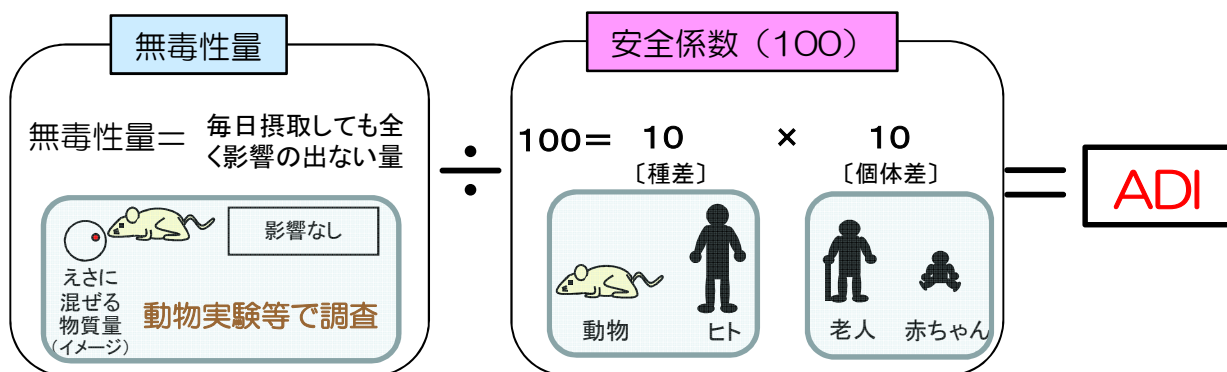 無毒性量
安全係数（100）
無毒性量＝
毎日摂取しても全
く影響の出ない量
÷
100＝ 10 × 10
〔種差〕 〔個体差〕
＝
ADI
影響なし
えさに
混ぜる
物質量
(イメージ)
動物実験等で調査
動物 ヒト
老人 赤ちゃん